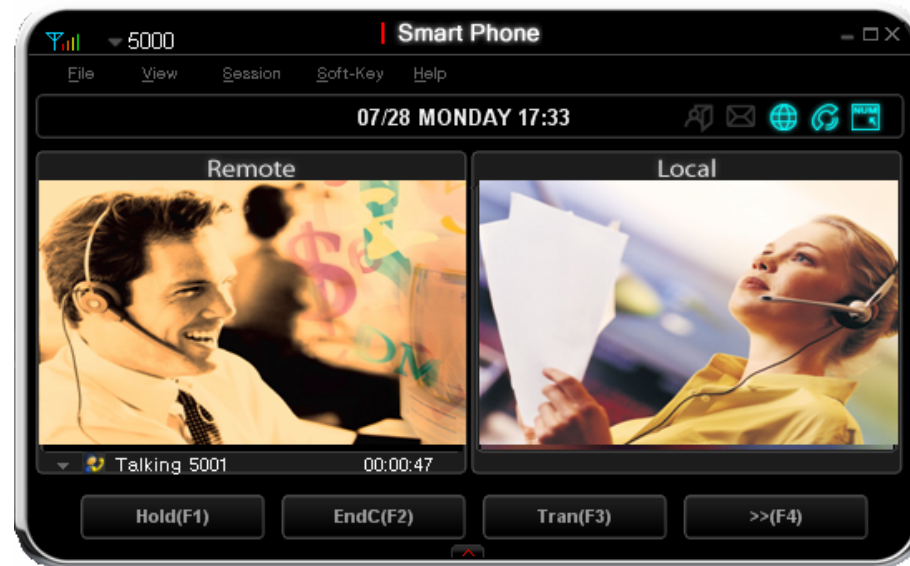 5000 Smart Phone
File View Session Soft-Key Help
07/28 MONDAY 17:33 NUM
Remote Local
$
Talking 5001 00:00:47
Hold(F1) EndC(F2) Tran(F3) >>(F4)